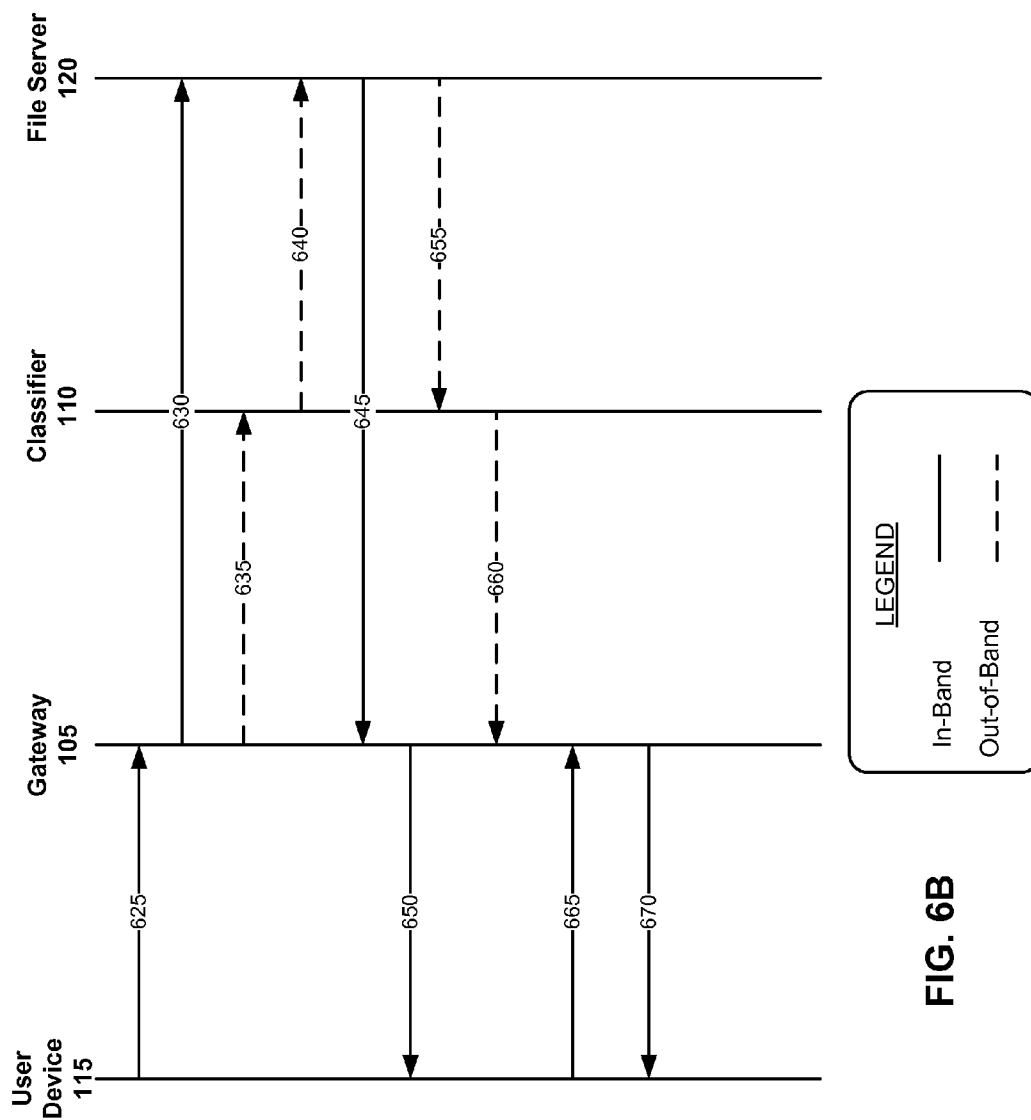 User
Device
115
Gateway
105
Classifier
110
File Server
120
625
630
635
640
645
650
655
660
665
670
LEGEND
In-Band
Out-of-Band
FIG. 6B